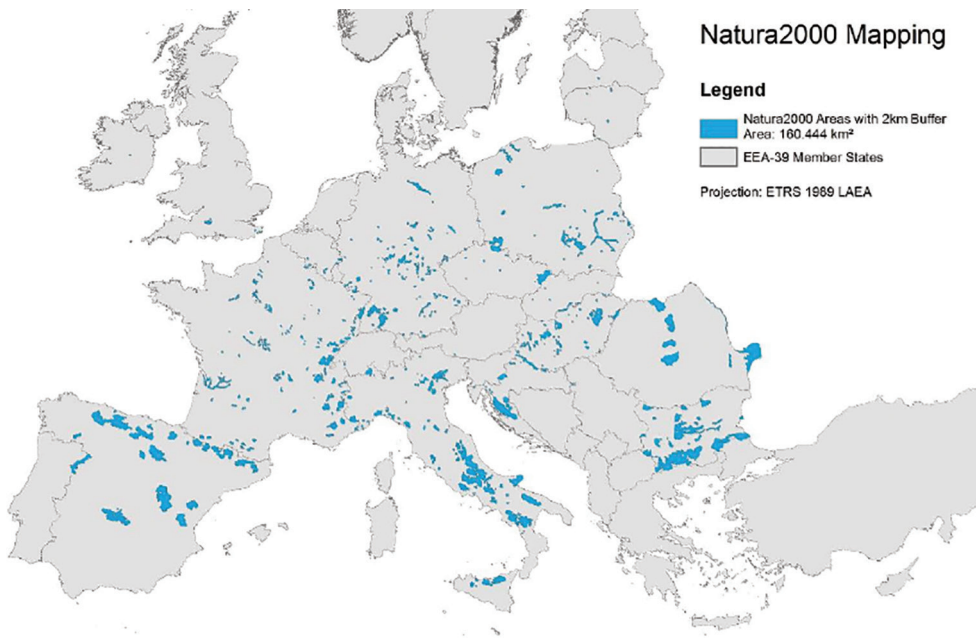 Natura2000 Mapping
Legend
Natura2000 Areas with 2km Buffer
Area: 160.444 km²
EEA-39 Member States
Projection: ETRS 1989 LAEA